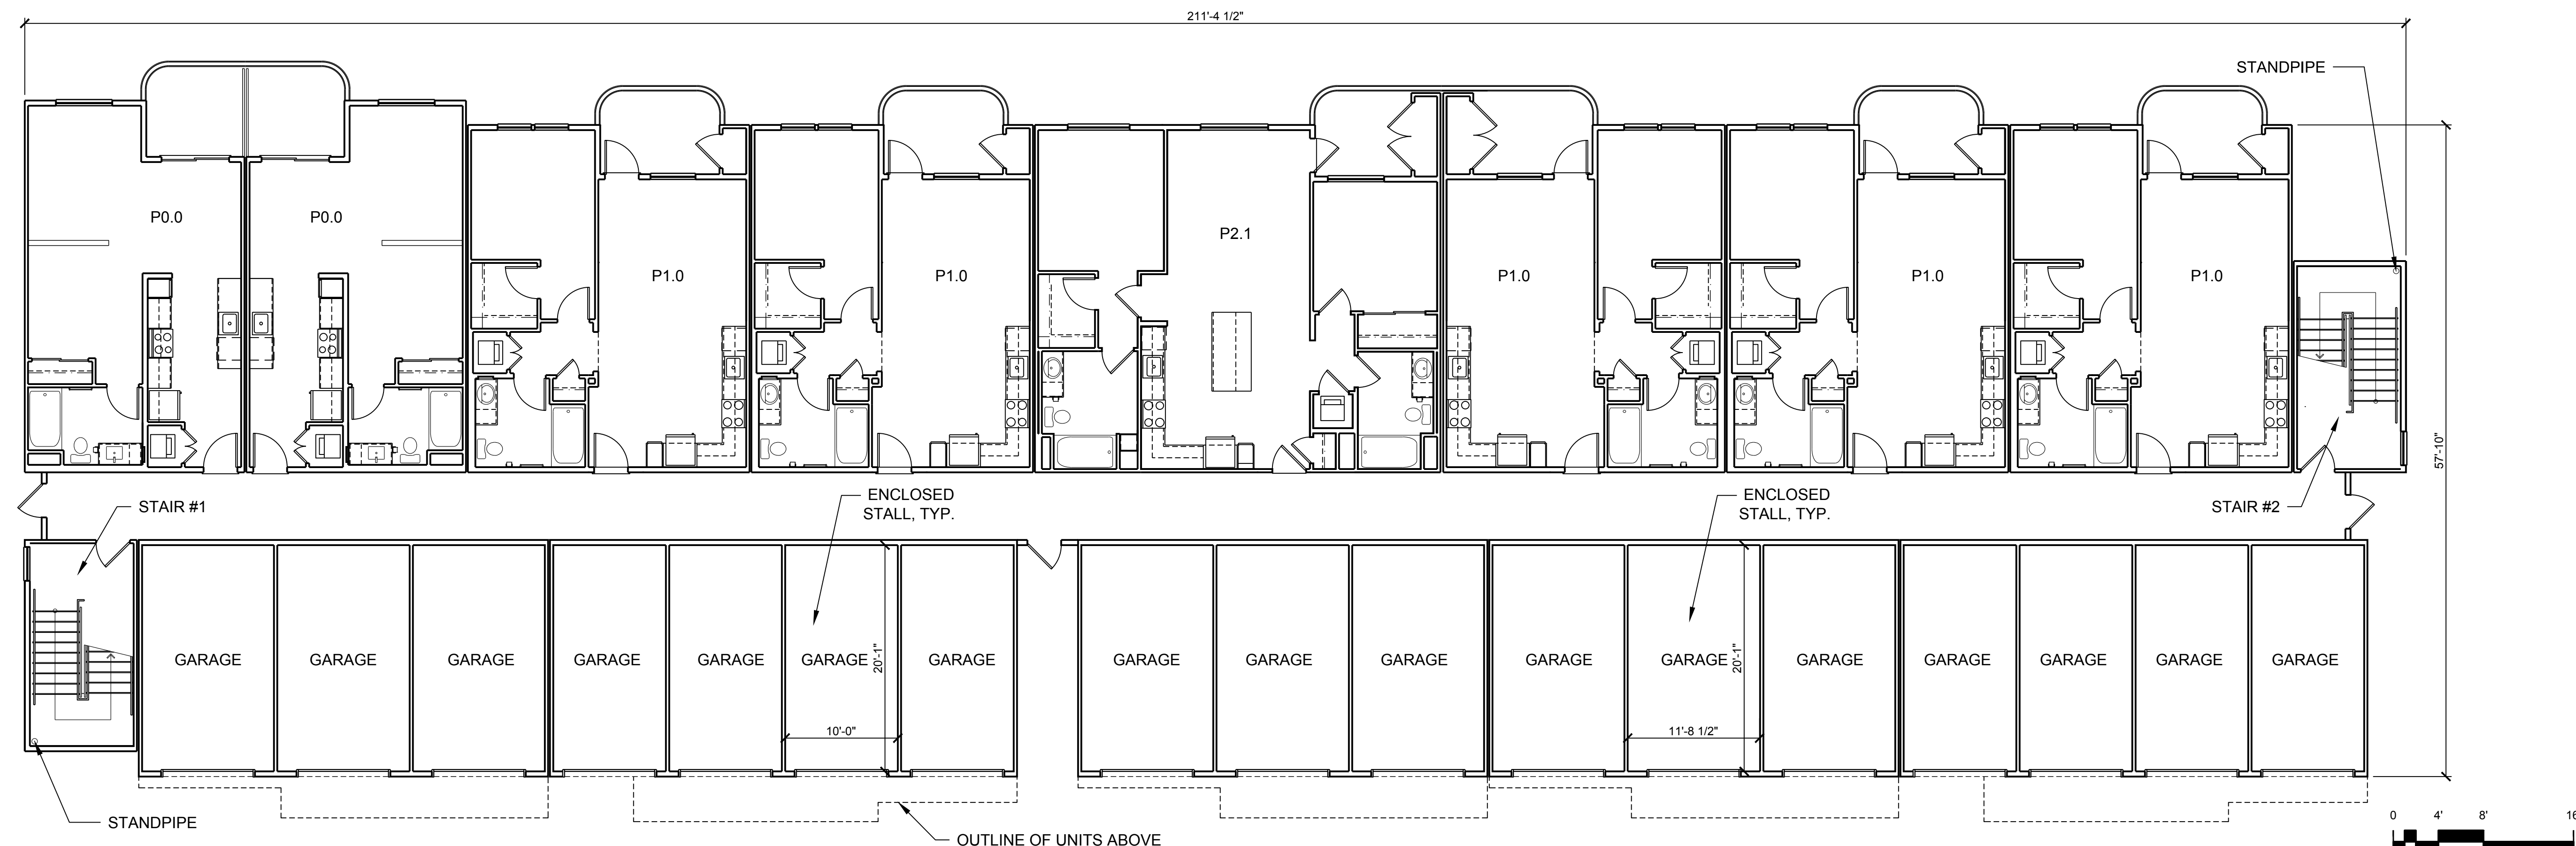 211'-4 1/2"
STANDPIPE
P0.0
P0.0
P1.0
P1.0
P2.1
P1.0
P1.0
P1.0
57'-10"
STAIR #1
ENCLOSED
STALL, TYP.
ENCLOSED
STALL, TYP.
STAIR #2
GARAGE
GARAGE
GARAGE
GARAGE
GARAGE
GARAGE
20'-1"
GARAGE
GARAGE
GARAGE
GARAGE
GARAGE
GARAGE
20'-1"
GARAGE
GARAGE
GARAGE
GARAGE
GARAGE
10'-0"
11'-8 1/2"
STANDPIPE
OUTLINE OF UNITS ABOVE
0 4' 8' 16